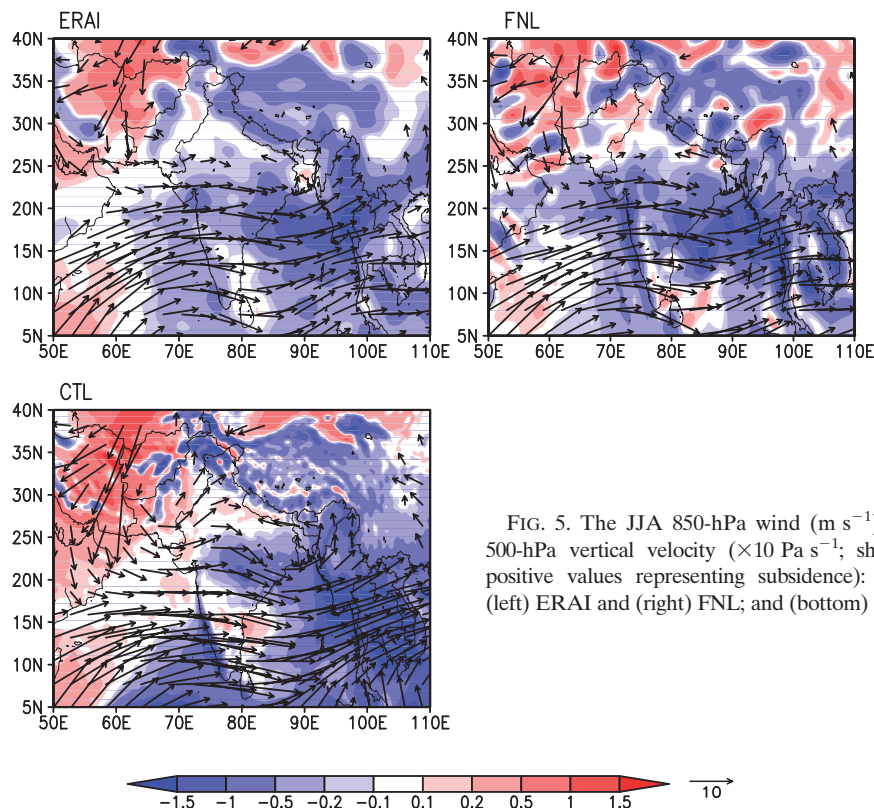 ERAI
FNL
40N
35N
30N
25N
20N
15N
10N
5N
50E 60E 70E 80E 90E 100E 110E
40N
35N
30N
25N
20N
15N
10N
5N
50E 60E 70E 80E 90E 100E 110E
CTL
40N
35N
30N
25N
20N
15N
10N
5N
50E 60E 70E 80E 90E 100E 110E
FIG. 5. The JJA 850-hPa wind (m s−1)
500-hPa vertical velocity (×10 Pa s−1; sh
positive values representing subsidence):
(left) ERAI and (right) FNL; and (bottom)
−1.5 −1 −0.5 −0.2 −0.1 0.1 0.2 0.5 1 1.5
10